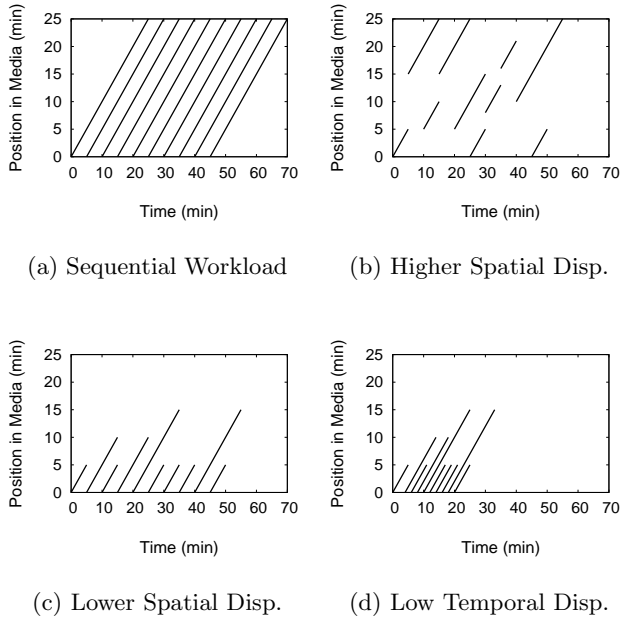 Position in Media (min)
25
20
15
10
5
0
0 10 20 30 40 50 60 70
Time (min)
(a) Sequential Workload
Position in Media (min)
25
20
15
10
5
0
0 10 20 30 40 50 60 70
Time (min)
(b) Higher Spatial Disp.
Position in Media (min)
25
20
15
10
5
0
0 10 20 30 40 50 60 70
Time (min)
(c) Lower Spatial Disp.
Position in Media (min)
25
20
15
10
5
0
0 10 20 30 40 50 60 70
Time (min)
(d) Low Temporal Disp.